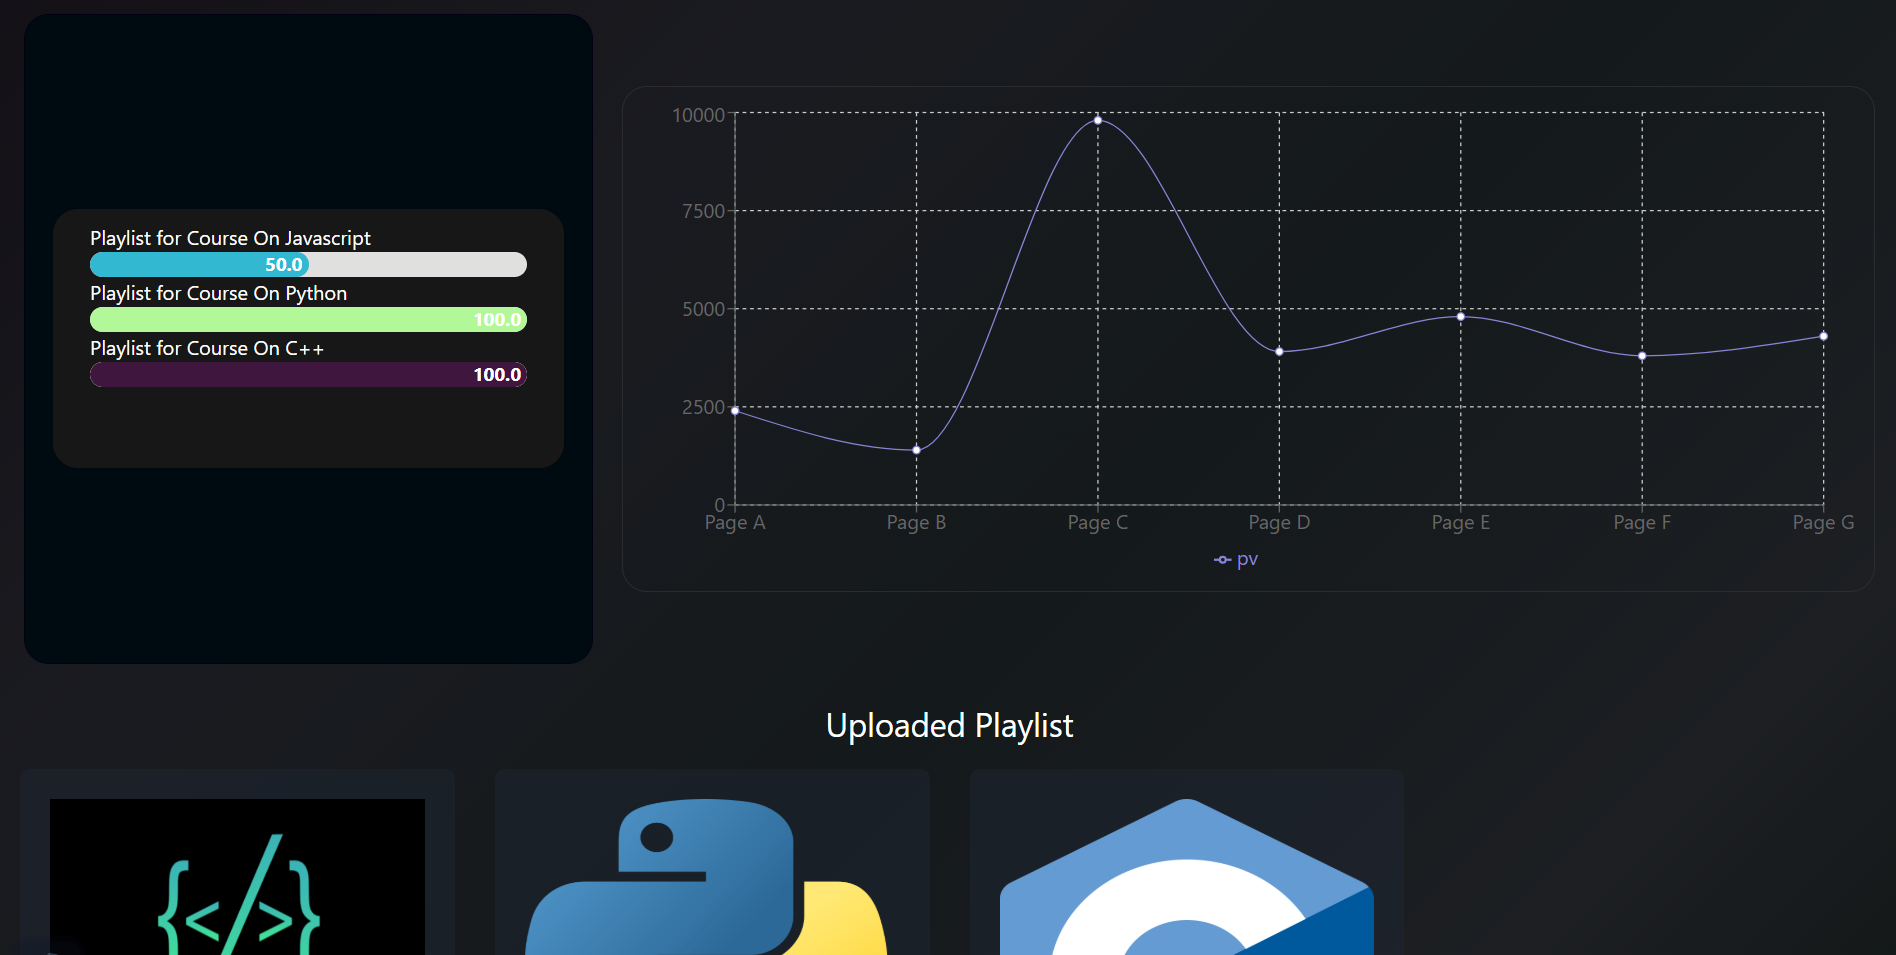 Playlist for Course On Javascript
50.0
Playlist for Course On Python
100.0
Playlist for Course On C++
100.0
10000
7500
5000
2500
0
Page A Page B Page C Page D Page E Page F Page G
pv
Uploaded Playlist
{</>}